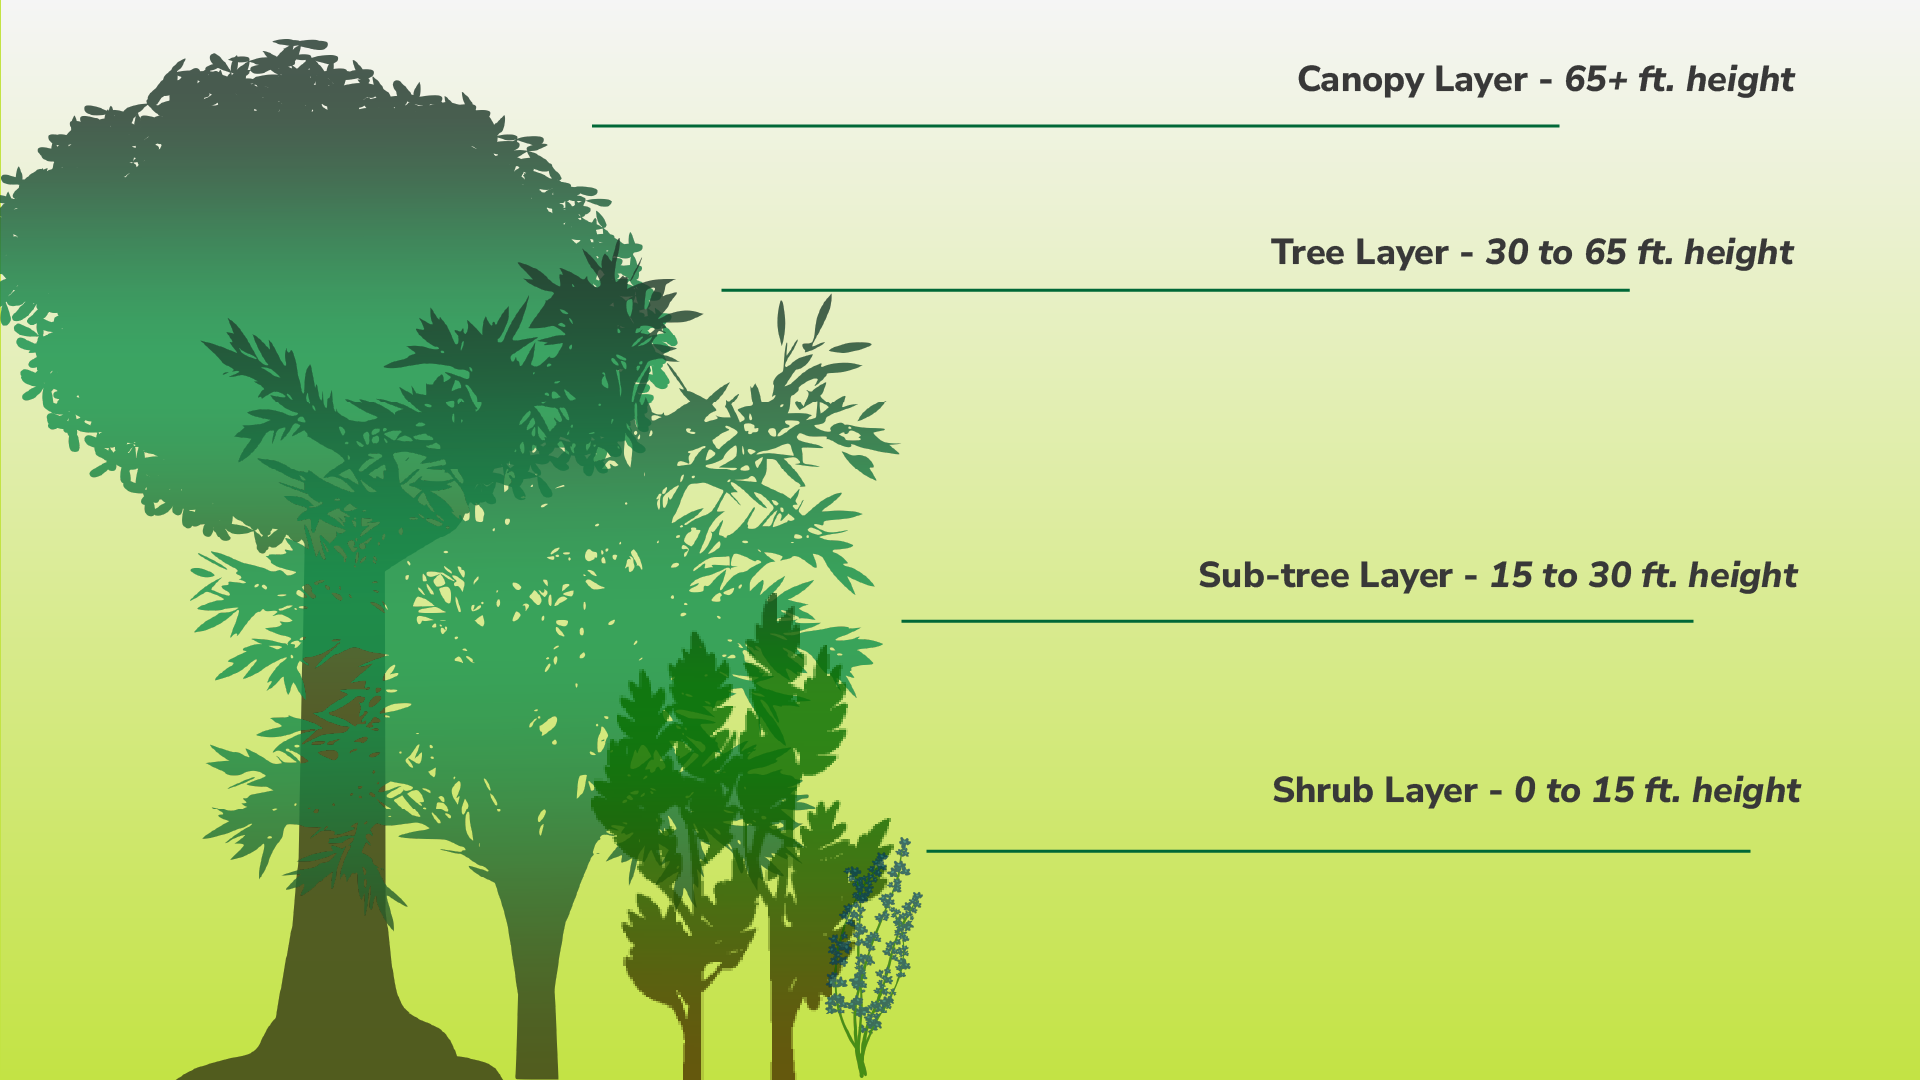 Canopy Layer - 65+ ft. height
Tree Layer - 30 to 65 ft. height
Sub-tree Layer - 15 to 30 ft. height
Shrub Layer - 0 to 15 ft. height